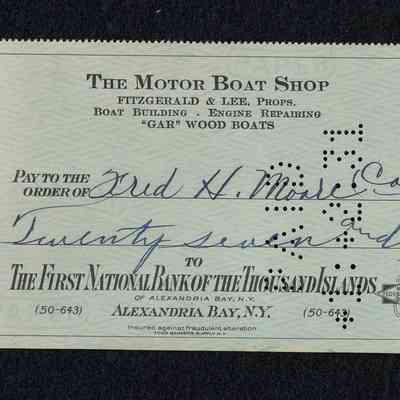 THE MOTOR BOAT SHOP
FITZGERALD & LEE, PROPS.
BOAT BUILDING . ENGINE REPAIRING
"GAR" WOOD BOATS
PAY TO THE
ORDER OF Fred H. Moore Co
Twenty seven and
TO
THE FIRST NATIONAL BANK OF THE THOUSAND ISLANDS
OF ALEXANDRIA BAY, N.Y.
(50-643) ALEXANDRIA BAY, N.Y. (50-643)
Insured against fraudulent alteration